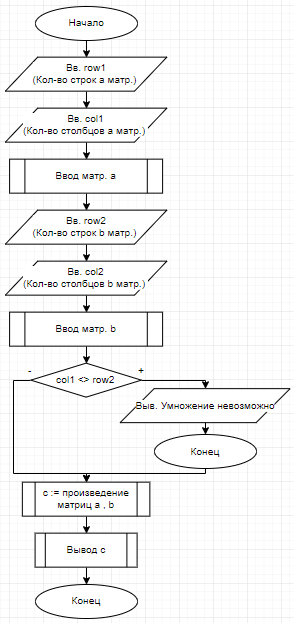 Начало
Вв. row1
(Кол-во строк а матр.)
Вв. col1
(Кол-во столбцов а матр.)
Ввод матр. а
Вв. row2
(Кол-во строк b матр.)
Вв. col2
(Кол-во столбцов b матр.)
Ввод матр. b
-
+
col1 <> row2
Выв. Умножение невозможно
Конец
c := произведение
матриц a , b
Вывод c
Конец